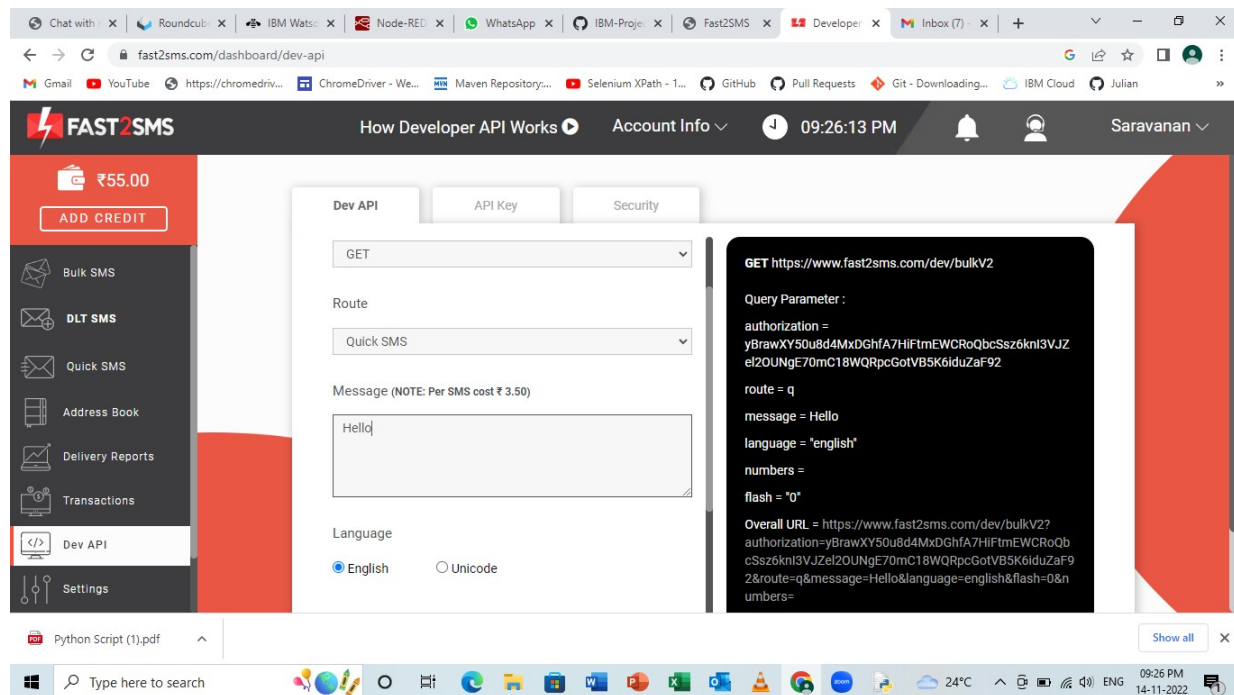 Chat with
Roundcub
IBM Wats
Node-RED
WhatsApp
IBM-Projec
Fast2SMS
Developer
Inbox (7) -
fast2sms.com/dashboard/dev-api
Gmail
YouTube
https://chromedriv...
ChromeDriver - We...
Maven Repository:...
Selenium XPath - 1...
GitHub
Pull Requests
Git - Downloading...
IBM Cloud
Julian
»
FAST2SMS
How Developer API Works
Account Info
09:26:13 PM
Saravanan
₹55.00
ADD CREDIT
Bulk SMS
DLT SMS
Quick SMS
Address Book
Delivery Reports
Transactions
Dev API
Settings
Dev API
API Key
Security
GET
Route
Quick SMS
Message (NOTE: Per SMS cost ₹ 3.50)
Hello
Language
English
Unicode
GET https://www.fast2sms.com/dev/bulkV2
Query Parameter :
authorization =
yBrawXY50u8d4MxDGhfA7HiFtmEWCRoQbcSsz6knI3VJZ
el2OUNgE70mC18WQRpcGotVB5K6iduZaF92
route = q
message = Hello
language = "english"
numbers =
flash = "0"
Overall URL = https://www.fast2sms.com/dev/bulkV2?
authorization=yBrawXY50u8d4MxDGhfA7HiFtmEWCRoQb
cSsz6knI3VJZel2OUNgE70mC18WQRpcGotVB5K6iduZaF9
2&route=q&message=Hello&language=english&flash=0&n
umbers=
Python Script (1).pdf
Show all
Type here to search
24°C
ENG
09:26 PM
14-11-2022